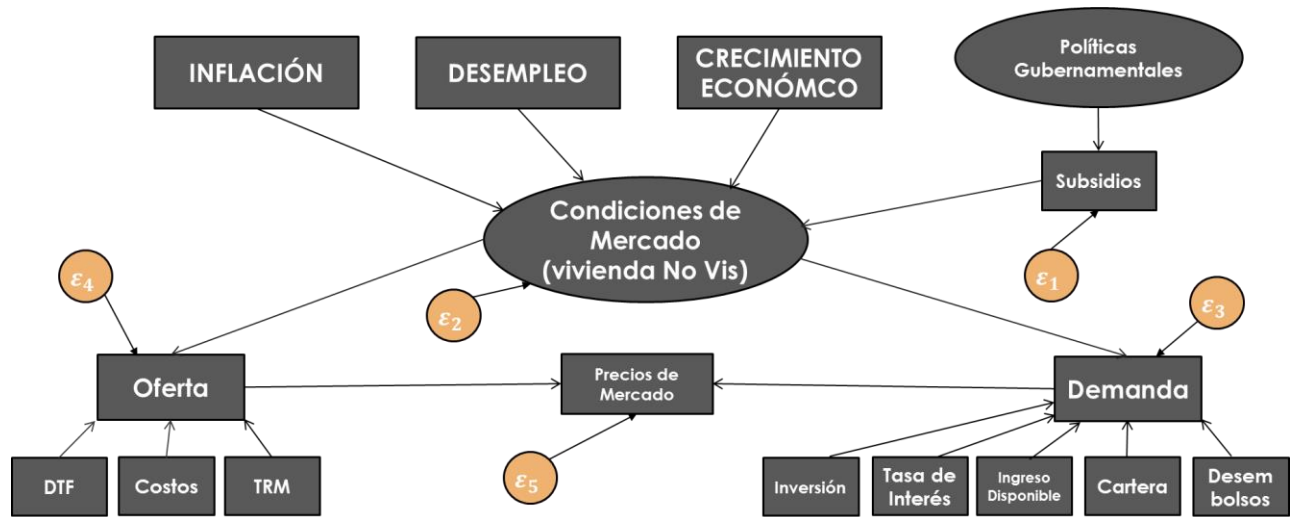 INFLACIÓN
DESEMPLEO
CRECIMIENTO
ECONÓMCO
Políticas
Gubernamentales
Subsidios
Condiciones de
Mercado
(vivienda No Vis)
ε₁
ε₂
ε₃
ε₄
Oferta
Precios de
Mercado
Demanda
ε₅
DTF
Costos
TRM
Inversión
Tasa de
Interés
Ingreso
Disponible
Cartera
Desem
bolsos